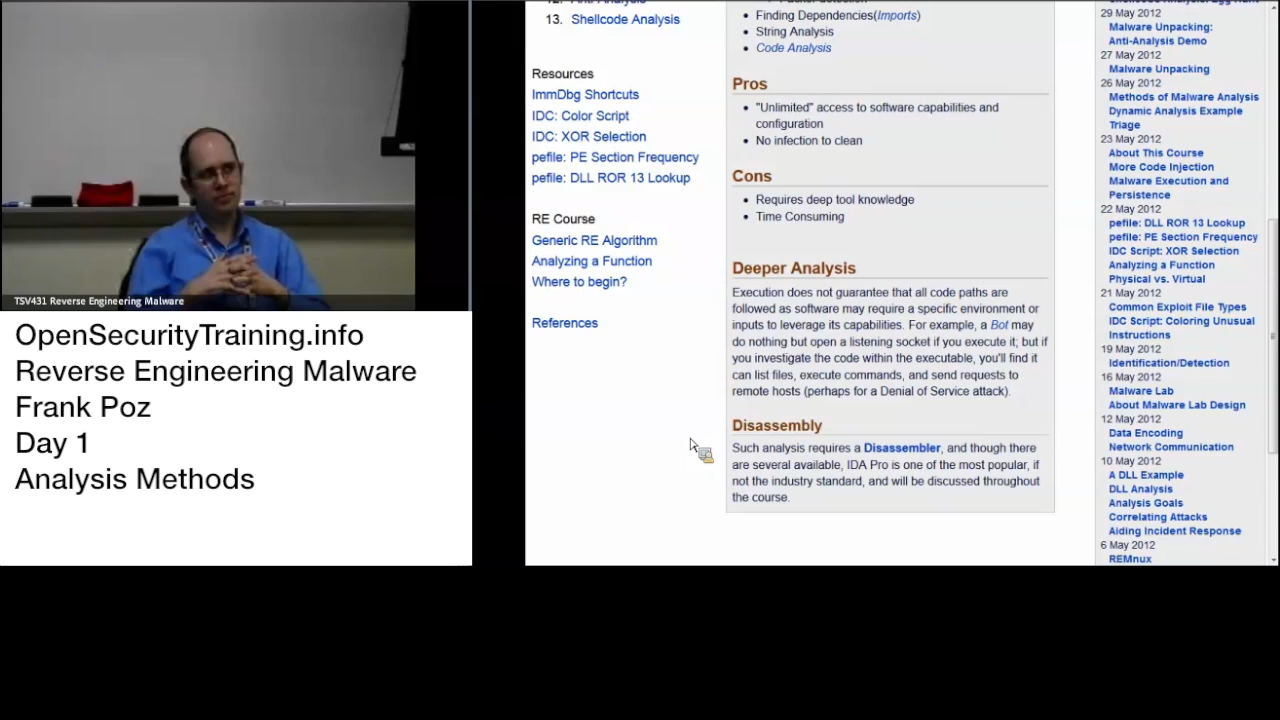 TSV431 Reverse Engineering Malware
OpenSecurityTraining.info
Reverse Engineering Malware
Frank Poz
Day 1
Analysis Methods
13. Shellcode Analysis
Resources
ImmDbg Shortcuts
IDC: Color Script
IDC: XOR Selection
pefile: PE Section Frequency
pefile: DLL ROR 13 Lookup
RE Course
Generic RE Algorithm
Analyzing a Function
Where to begin?
References
Finding Dependencies(Imports)
String Analysis
Code Analysis
Pros
"Unlimited" access to software capabilities and
configuration
No infection to clean
Cons
Requires deep tool knowledge
Time Consuming
Deeper Analysis
Execution does not guarantee that all code paths are
followed as software may require a specific environment or
inputs to leverage its capabilities. For example, a Bot may
do nothing but open a listening socket if you execute it; but if
you investigate the code within the executable, you'll find it
can list files, execute commands, and send requests to
remote hosts (perhaps for a Denial of Service attack).
Disassembly
Such analysis requires a Disassembler, and though there
are several available, IDA Pro is one of the most popular, if
not the industry standard, and will be discussed throughout
the course.
29 May 2012
Malware Unpacking:
Anti-Analysis Demo
27 May 2012
Malware Unpacking
26 May 2012
Methods of Malware Analysis
Dynamic Analysis Example
Triage
23 May 2012
About This Course
More Code Injection
Malware Execution and
Persistence
22 May 2012
pefile: DLL ROR 13 Lookup
pefile: PE Section Frequency
IDC Script: XOR Selection
Analyzing a Function
Physical vs. Virtual
21 May 2012
Common Exploit File Types
IDC Script: Coloring Unusual
Instructions
19 May 2012
Identification/Detection
16 May 2012
Malware Lab
About Malware Lab Design
12 May 2012
Data Encoding
Network Communication
10 May 2012
A DLL Example
DLL Analysis
Analysis Goals
Correlating Attacks
Aiding Incident Response
6 May 2012
REMnux